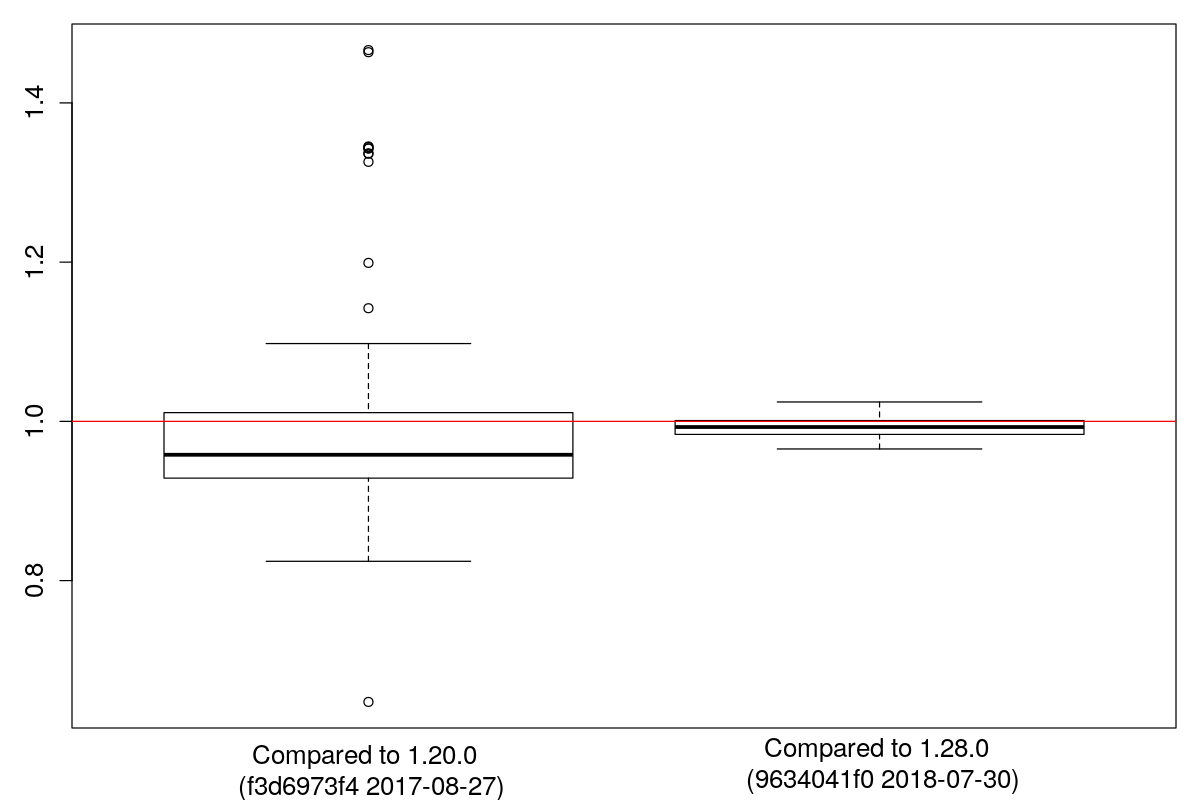 1.4
1.2
1.0
0.8
Compared to 1.20.0
(f3d6973f4 2017-08-27)
Compared to 1.28.0
(9634041f0 2018-07-30)